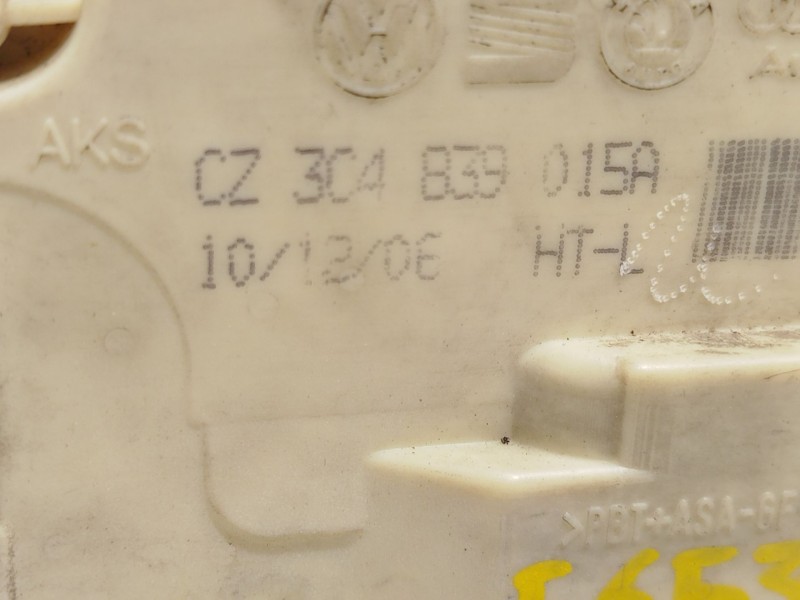 AKS
CZ 3C4 839 015A
10/12/06 HT-L
>PBT+ASA-GF